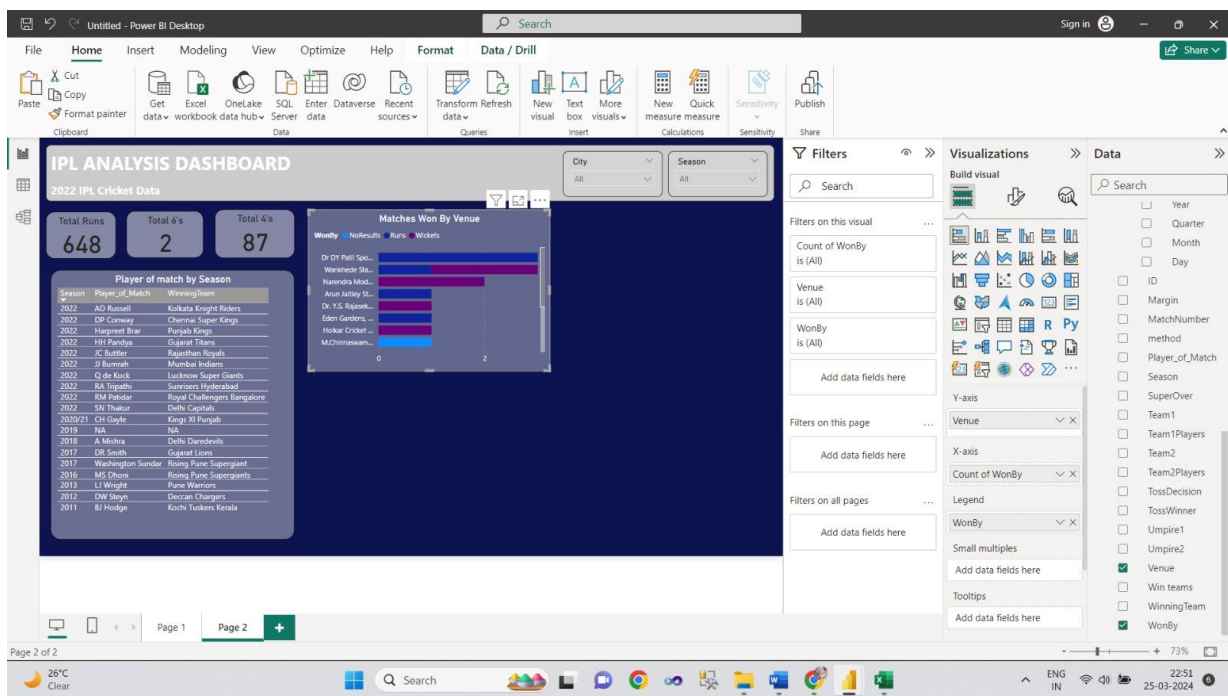 Untitled - Power BI Desktop
Search
Sign in
File Home Insert Modeling View Optimize Help Format Data / Drill
Share
Paste
Cut
Copy
Format painter
Get data
Excel workbook
OneLake data hub
SQL Server
Enter data
Dataverse
Recent sources
Transform data
Refresh
New visual
Text box
More visuals
New measure
Quick measure
Sensitivity
Publish
Clipboard Data Queries Insert Calculations Sensitivity Share
IPL ANALYSIS DASHBOARD
2022 IPL Cricket Data
City
All
Season
All
Total Runs
648
Total 6's
2
Total 4's
87
Player of match by Season
Season Player_of_Match WinningTeam
2022 AD Russell Kolkata Knight Riders
2022 DP Conway Chennai Super Kings
2022 Harpreet Brar Punjab Kings
2022 HH Pandya Gujarat Titans
2022 JC Buttler Rajasthan Royals
2022 JJ Bumrah Mumbai Indians
2022 Q de Kock Lucknow Super Giants
2022 RA Tripathi Sunrisers Hyderabad
2022 RM Patidar Royal Challengers Bangalore
2022 SN Thakur Delhi Capitals
2020/21 CH Gayle Kings XI Punjab
2019 NA NA
2018 A Mishra Delhi Daredevils
2017 DR Smith Gujarat Lions
2017 Washington Sundar Rising Pune Supergiant
2016 MS Dhoni Rising Pune Supergiants
2013 LJ Wright Pune Warriors
2012 DW Steyn Deccan Chargers
2011 BJ Hodge Kochi Tuskers Kerala
Matches Won By Venue
WonBy NoResults Runs Wickets
Dr DY Patil Spo...
Wankhede Sta...
Narendra Mod...
Arun Jaitley St...
Dr. Y.S. Rajasek...
Eden Gardens, ...
Holkar Cricket ...
M.Chinnaswam...
0 2
Filters
Search
Filters on this visual
Count of WonBy
is (All)
Venue
is (All)
WonBy
is (All)
Add data fields here
Filters on this page
Add data fields here
Filters on all pages
Add data fields here
Visualizations
Build visual
R Py
Y-axis
Venue
X-axis
Count of WonBy
Legend
WonBy
Small multiples
Add data fields here
Tooltips
Add data fields here
Data
Search
Year
Quarter
Month
Day
ID
Margin
MatchNumber
method
Player_of_Match
Season
SuperOver
Team1
Team1Players
Team2
Team2Players
TossDecision
TossWinner
Umpire1
Umpire2
Venue
Win teams
WinningTeam
WonBy
Page 1 Page 2
Page 2 of 2
73%
26°C
Clear
Search
ENG
IN
22:51
25-03-2024
6